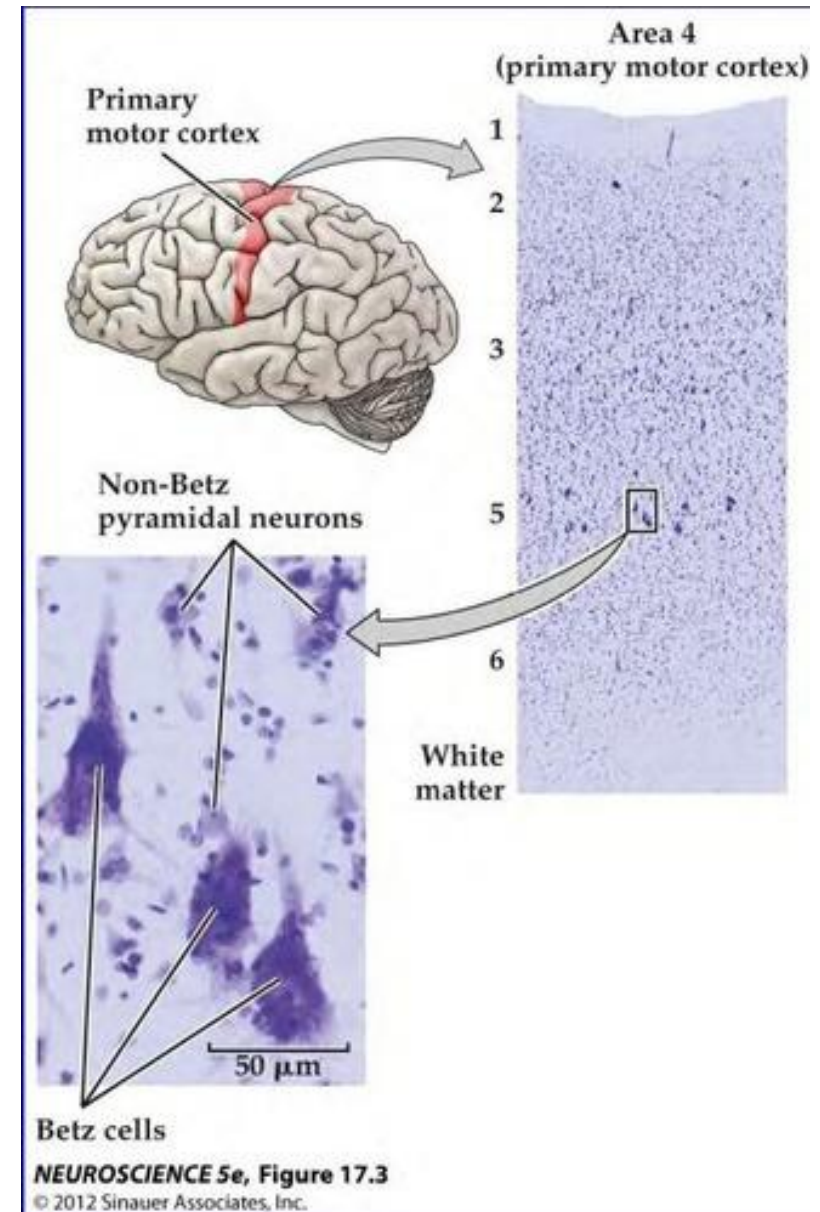 Area 4
(primary motor cortex)
Primary
motor cortex
1
2
3
5
6
White
matter
Non-Betz
pyramidal neurons
50 µm
Betz cells
NEUROSCIENCE 5e, Figure 17.3
© 2012 Sinauer Associates, Inc.